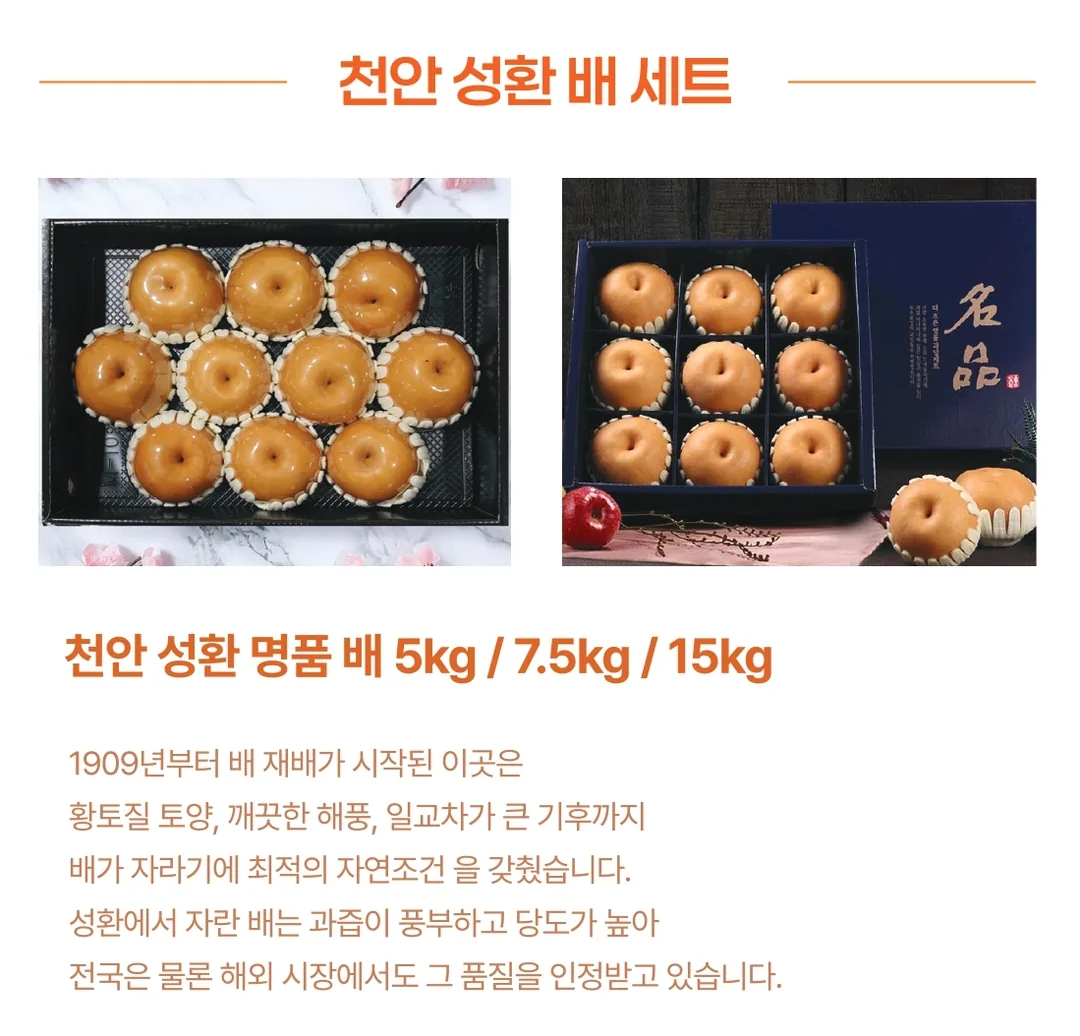 천안 성환 배 세트
名
品
천안 성환 명품 배 5kg / 7.5kg / 15kg
1909년부터 배 재배가 시작된 이곳은
황토질 토양, 깨끗한 해풍, 일교차가 큰 기후까지
배가 자라기에 최적의 자연조건 을 갖췄습니다.
성환에서 자란 배는 과즙이 풍부하고 당도가 높아
전국은 물론 해외 시장에서도 그 품질을 인정받고 있습니다.